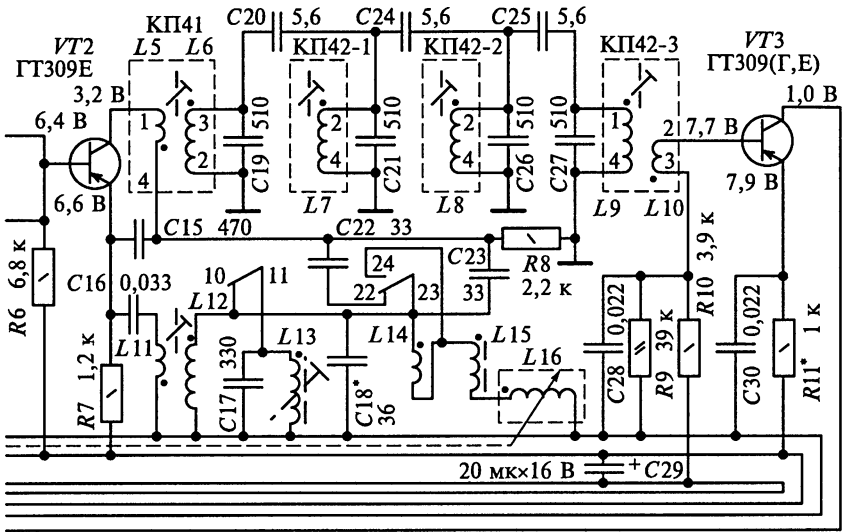 КП41
C20
5,6
C24
5,6
C25
5,6
VT2
ГТ309Е
L5
L6
КП42-1
КП42-2
КП42-3
VT3
ГТ309(Г,Е)
3,2 В
1,0 В
6,4 В
1
3
2
4
510
C19
2
4
510
C21
2
4
510
C26
510
C27
1
4
2
3
7,7 В
6,6 В
7,9 В
L7
L8
L9
L10
C15
470
C22
33
R6
6,8 к
C16
0,033
10
11
24
22
23
C23
33
R8
2,2 к
3,9 к
R10
L12
L11
L13
L14
L15
L16
R7
1,2 к
C17
330
C18*
36
C28
0,022
R9
39 к
C30
0,022
R11*
1 к
20 мк×16 В
+
C29